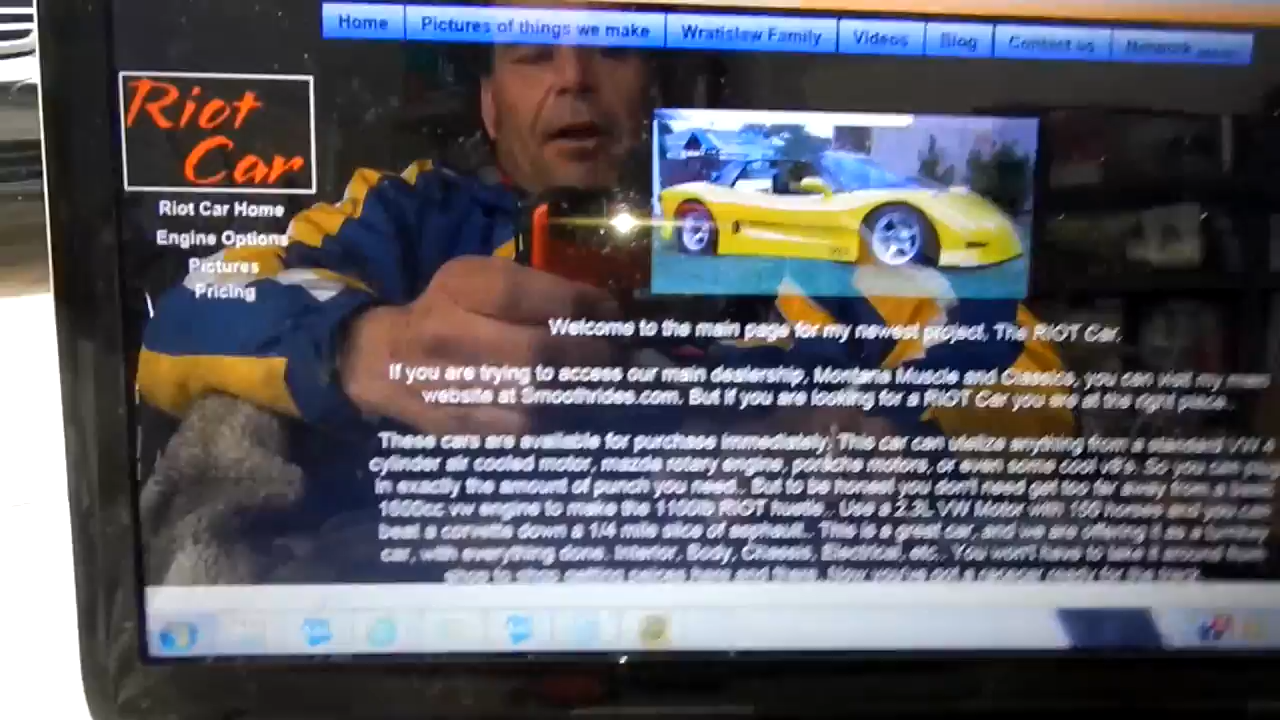 Home Pictures of things we make Wratislaw Family Videos Blog Contact us Network
Riot
Car
Riot Car Home
Engine Options
Pictures
Pricing
Welcome to the main page for my newest project, The RIOT Car.
If you are trying to access our main dealership, Montana Muscle and Classics, you can visit my main
website at Smoothrides.com. But if you are looking for a RIOT Car you are at the right place.
These cars are available for purchase immediately. This car can utelize anything from a standard VW 4
cylinder air cooled motor, mazda rotary engine, porsche motors, or even some cool v8's. So you can
in exactly the amount of punch you need.. But to be honest you don't need get too far away from a
1600cc vw engine to make the 1100lb RIOT hustle.. Use a 2.3L VW Motor with 160 horses and you can
beat a corvette down a 1/4 mile slice of asphault.. This is a great car, and we are offering it as a
car, with everything done. Interior, Body, Chassis, Electrical, etc.. You won't have to take it around